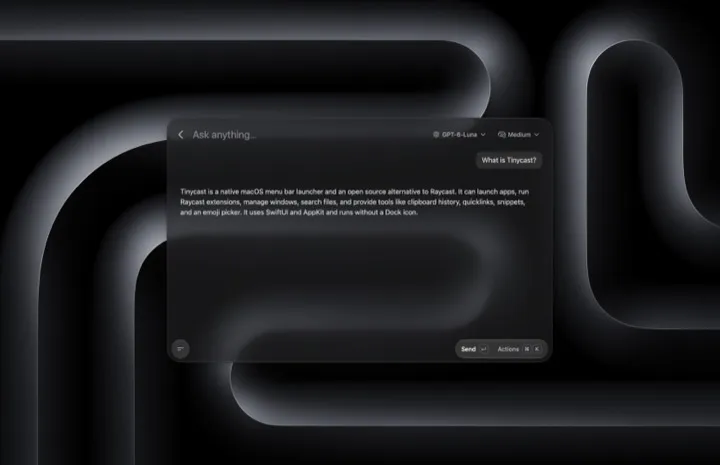 Ask anything...
GPT-6-Luna
Medium
What is Tinycast?
Tinycast is a native macOS menu bar launcher and an open source alternative to Raycast. It can launch apps, run
Raycast extensions, manage windows, search files, and provide tools like clipboard history, quicklinks, snippets,
and an emoji picker. It uses SwiftUI and AppKit and runs without a Dock icon.
Send ↵ Actions ⌘ K